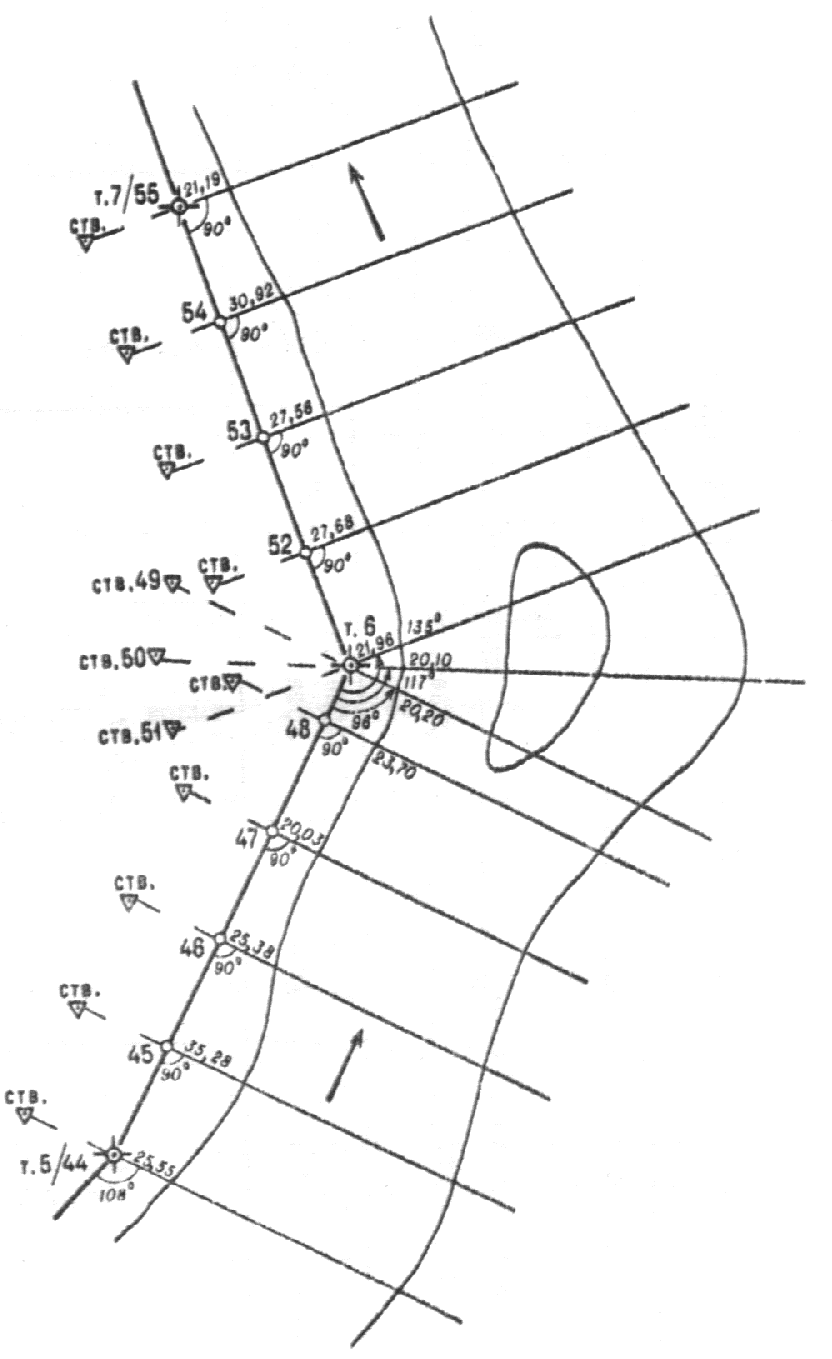 т.7/55
21,19
90°
ств.
54
30,92
90°
ств.
53
27,56
90°
ств.
52
27,68
90°
ств.
ств.49
т.6
135°
21,96
20,10
ств.50
117°
ств.
20,20
96°
ств.51
48
90°
23,70
ств.
47
20,03
90°
ств.
46
25,38
90°
ств.
45
35,28
90°
ств.
т.5/44
25,55
108°